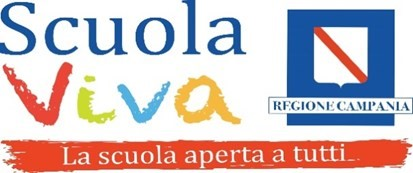 Scuola
viva
REGIONE CAMPANIA
La scuola aperta a tutti